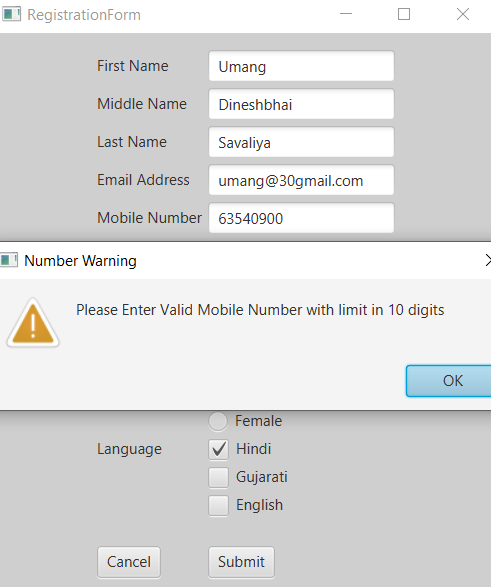 RegistrationForm
First Name Umang
Middle Name Dineshbhai
Last Name Savaliya
Email Address umang@30gmail.com
Mobile Number 63540900
Number Warning
Please Enter Valid Mobile Number with limit in 10 digits
OK
Female
Language Hindi
Gujarati
English
Cancel Submit